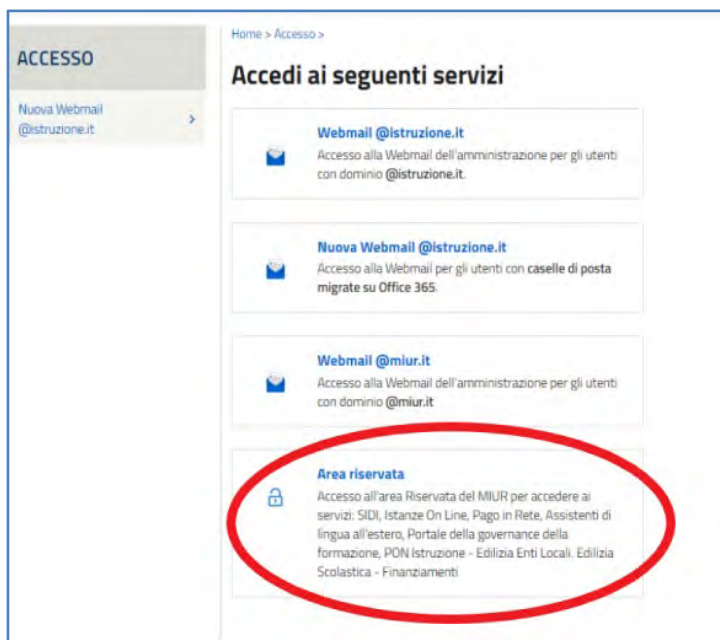 ACCESSO
Nuova Webmail
@istruzione.it
Home > Accesso >
Accedi ai seguenti servizi
Webmail @istruzione.it
Accesso alla Webmail dell'amministrazione per gli utenti
con dominio @istruzione.it.
Nuova Webmail @istruzione.it
Accesso alla Webmail per gli utenti con caselle di posta
migrate su Office 365.
Webmail @miur.it
Accesso alla Webmail dell'amministrazione per gli utenti
con dominio @miur.it
Area riservata
Accesso all'area Riservata del MIUR per accedere ai
servizi: SIDI, Istanze On Line, Pago in Rete, Assistenti di
lingua all'estero, Portale della governance della
formazione, PON Istruzione - Edilizia Enti Locali. Edilizia
Scolastica - Finanziamenti